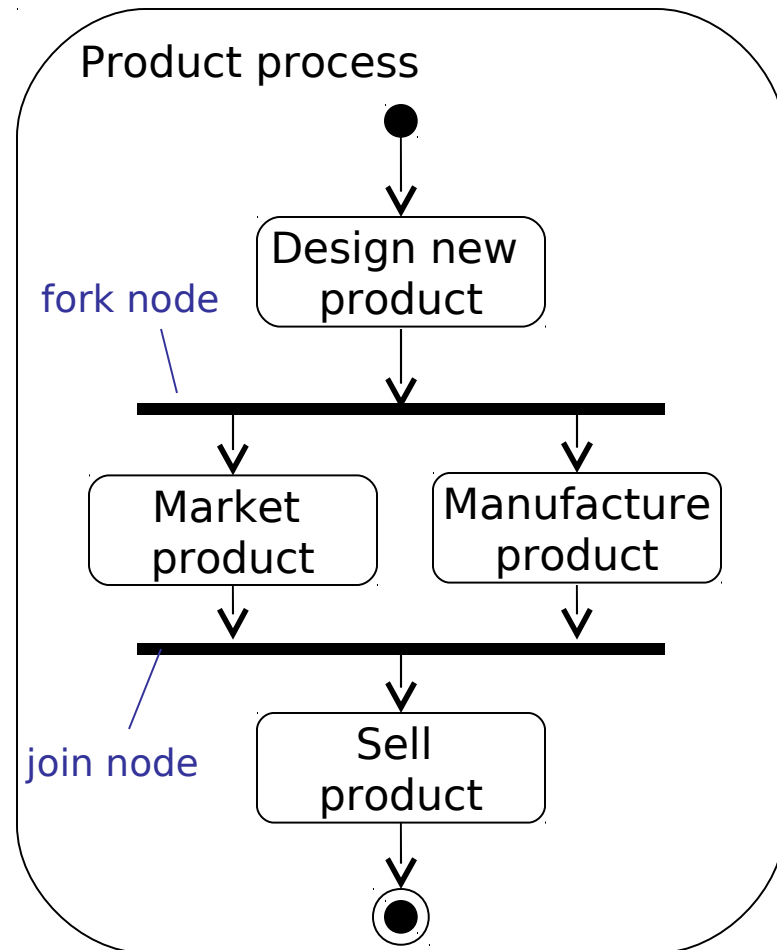 Product process
Design new
product
fork node
Market
product
Manufacture
product
join node
Sell
product